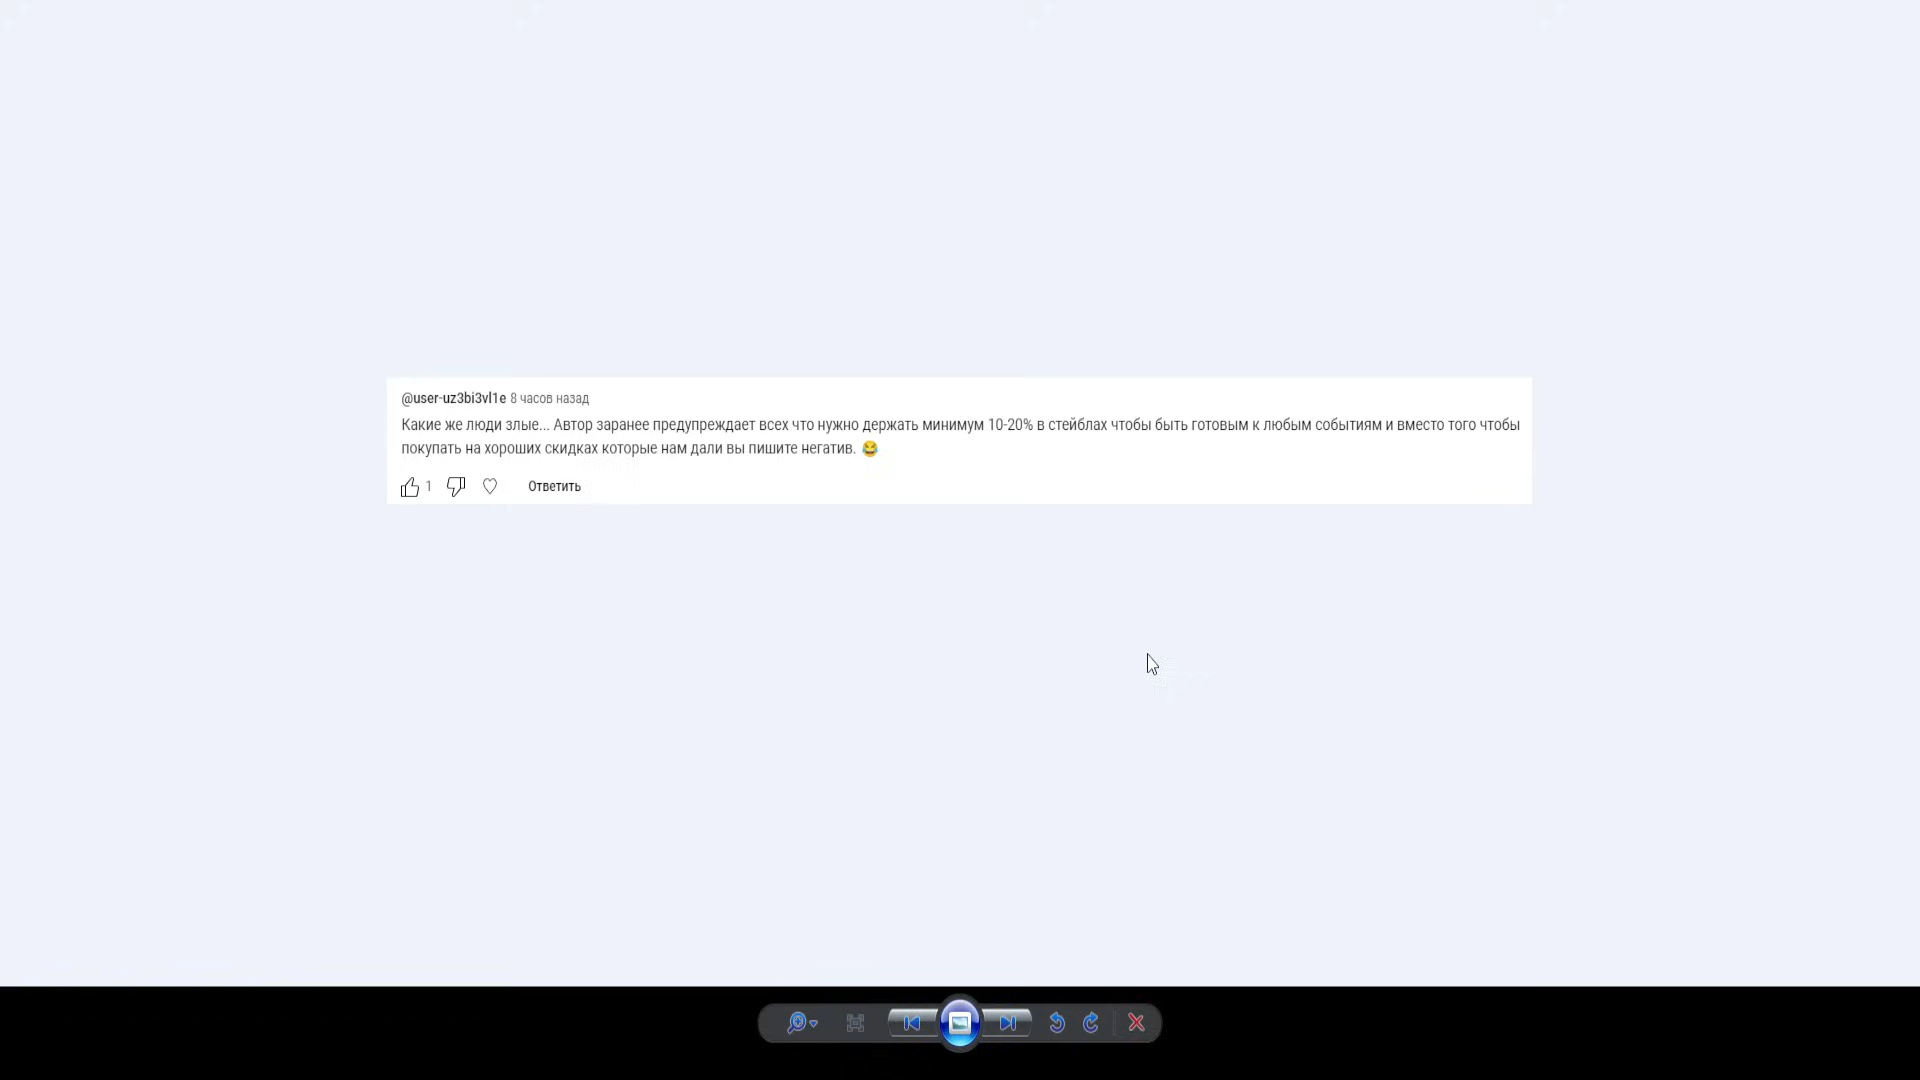 @user-uz3bi3vl1e 8 часов назад
Какие же люди злые... Автор заранее предупреждает всех что нужно держать минимум 10-20% в стейблах чтобы быть готовым к любым событиям и вместо того чтобы
покупать на хороших скидках которые нам дали вы пишите негатив. 😂
1 Ответить